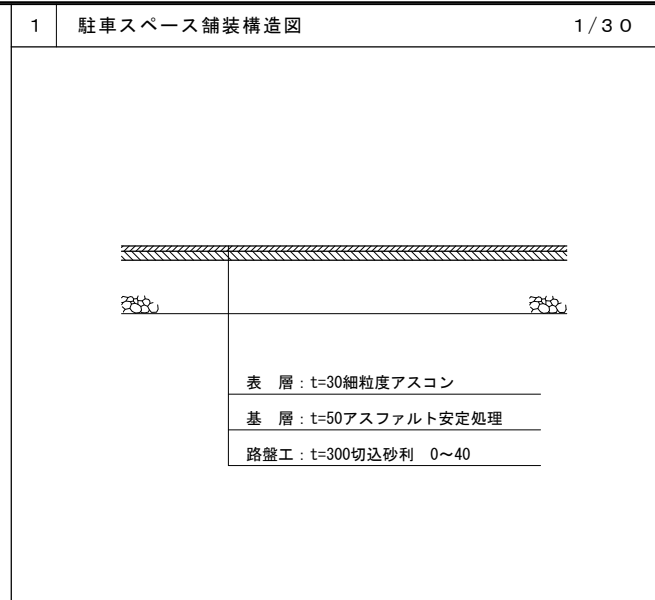 1 駐車スペース舗装構造図 1/30
表　層：t=30細粒度アスコン
基　層：t=50アスファルト安定処理
路盤工：t=300切込砂利　0～40